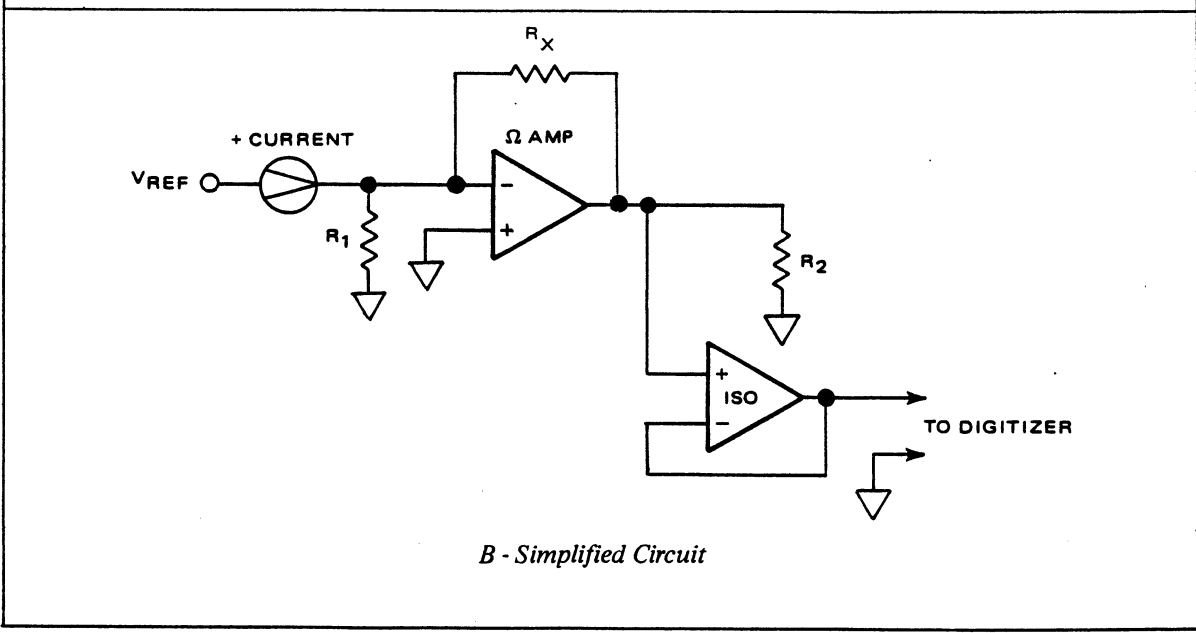 RX
+ CURRENT
Ω AMP
VREF
−
+
R1
R2
+
ISO
−
TO DIGITIZER
B - Simplified Circuit